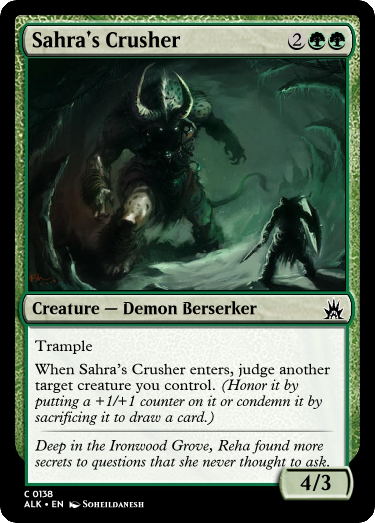 Sahra's Crusher 2
Creature — Demon Berserker
Trample
When Sahra's Crusher enters, judge another
target creature you control. (Honor it by
putting a +1/+1 counter on it or condemn it by
sacrificing it to draw a card.)
Deep in the Ironwood Grove, Reha found more
secrets to questions that she never thought to ask.
4/3
C 0138
ALK • EN Soheildanesh